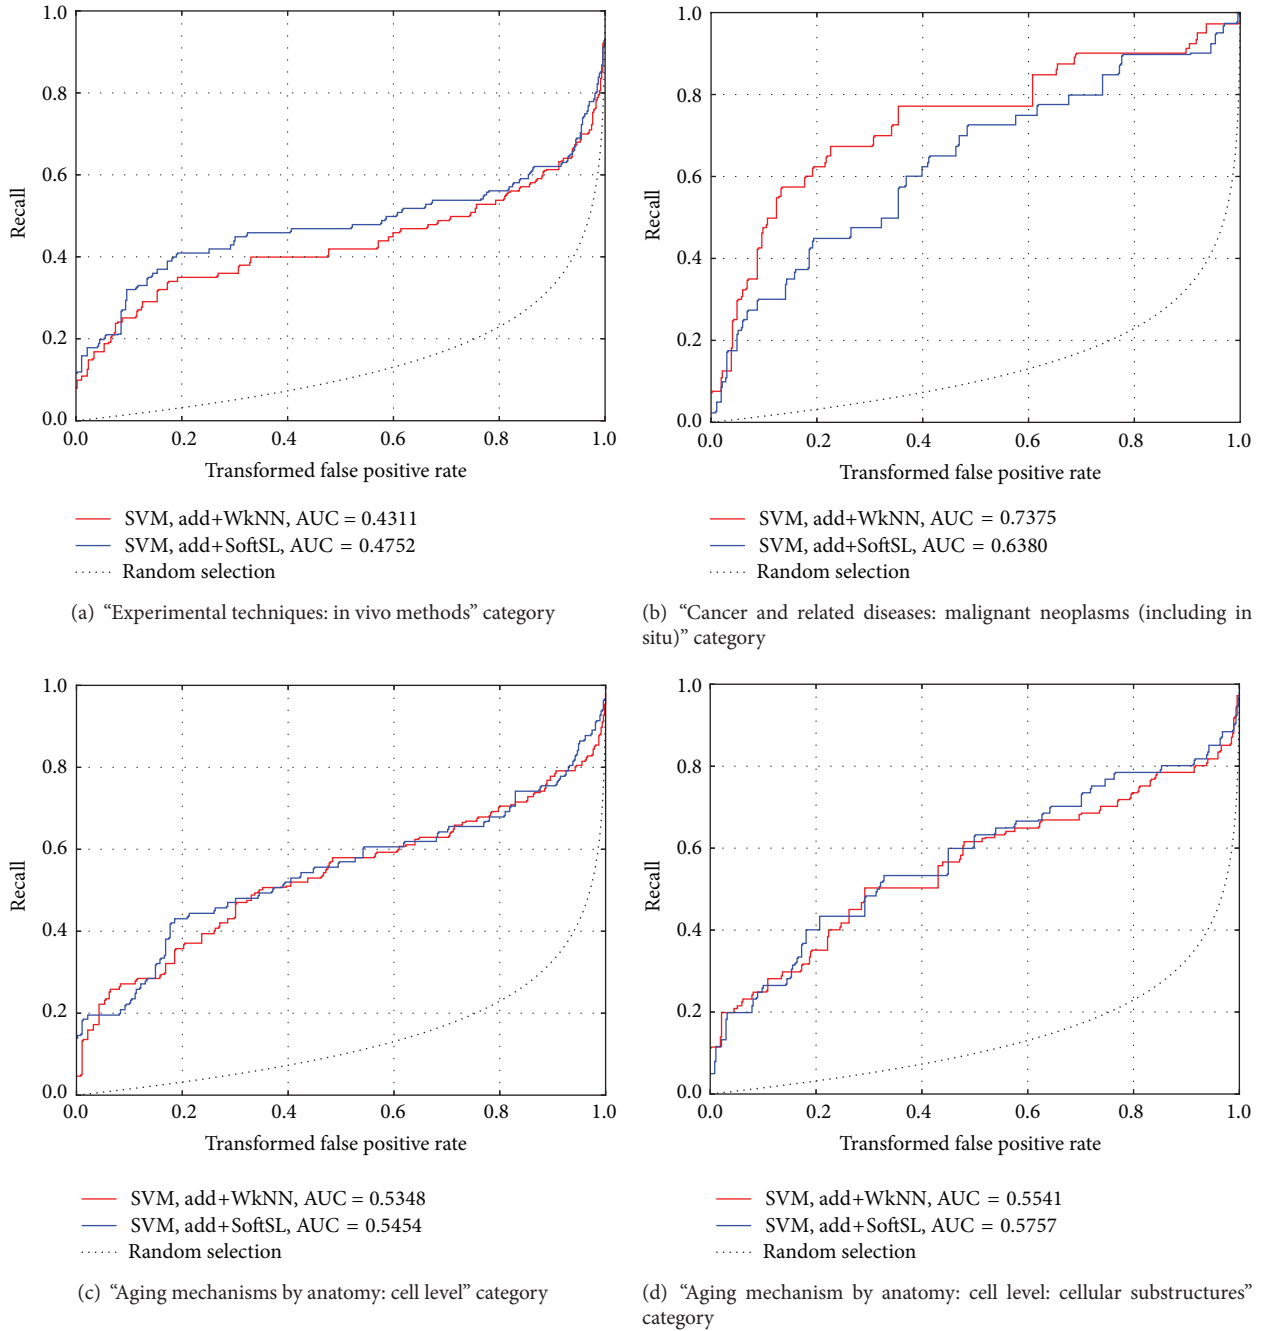 1.0
0.8
0.6
0.4
0.2
0.0
Recall
0.0 0.2 0.4 0.6 0.8 1.0
Transformed false positive rate
SVM, add+WkNN, AUC = 0.4311
SVM, add+SoftSL, AUC = 0.4752
Random selection
(a) “Experimental techniques: in vivo methods” category
1.0
0.8
0.6
0.4
0.2
0.0
Recall
0.0 0.2 0.4 0.6 0.8 1.0
Transformed false positive rate
SVM, add+WkNN, AUC = 0.7375
SVM, add+SoftSL, AUC = 0.6380
Random selection
(b) “Cancer and related diseases: malignant neoplasms (including in
situ)” category
1.0
0.8
0.6
0.4
0.2
0.0
Recall
0.0 0.2 0.4 0.6 0.8 1.0
Transformed false positive rate
SVM, add+WkNN, AUC = 0.5348
SVM, add+SoftSL, AUC = 0.5454
Random selection
(c) “Aging mechanisms by anatomy: cell level” category
1.0
0.8
0.6
0.4
0.2
0.0
Recall
0.0 0.2 0.4 0.6 0.8 1.0
Transformed false positive rate
SVM, add+WkNN, AUC = 0.5541
SVM, add+SoftSL, AUC = 0.5757
Random selection
(d) “Aging mechanism by anatomy: cell level: cellular substructures”
category